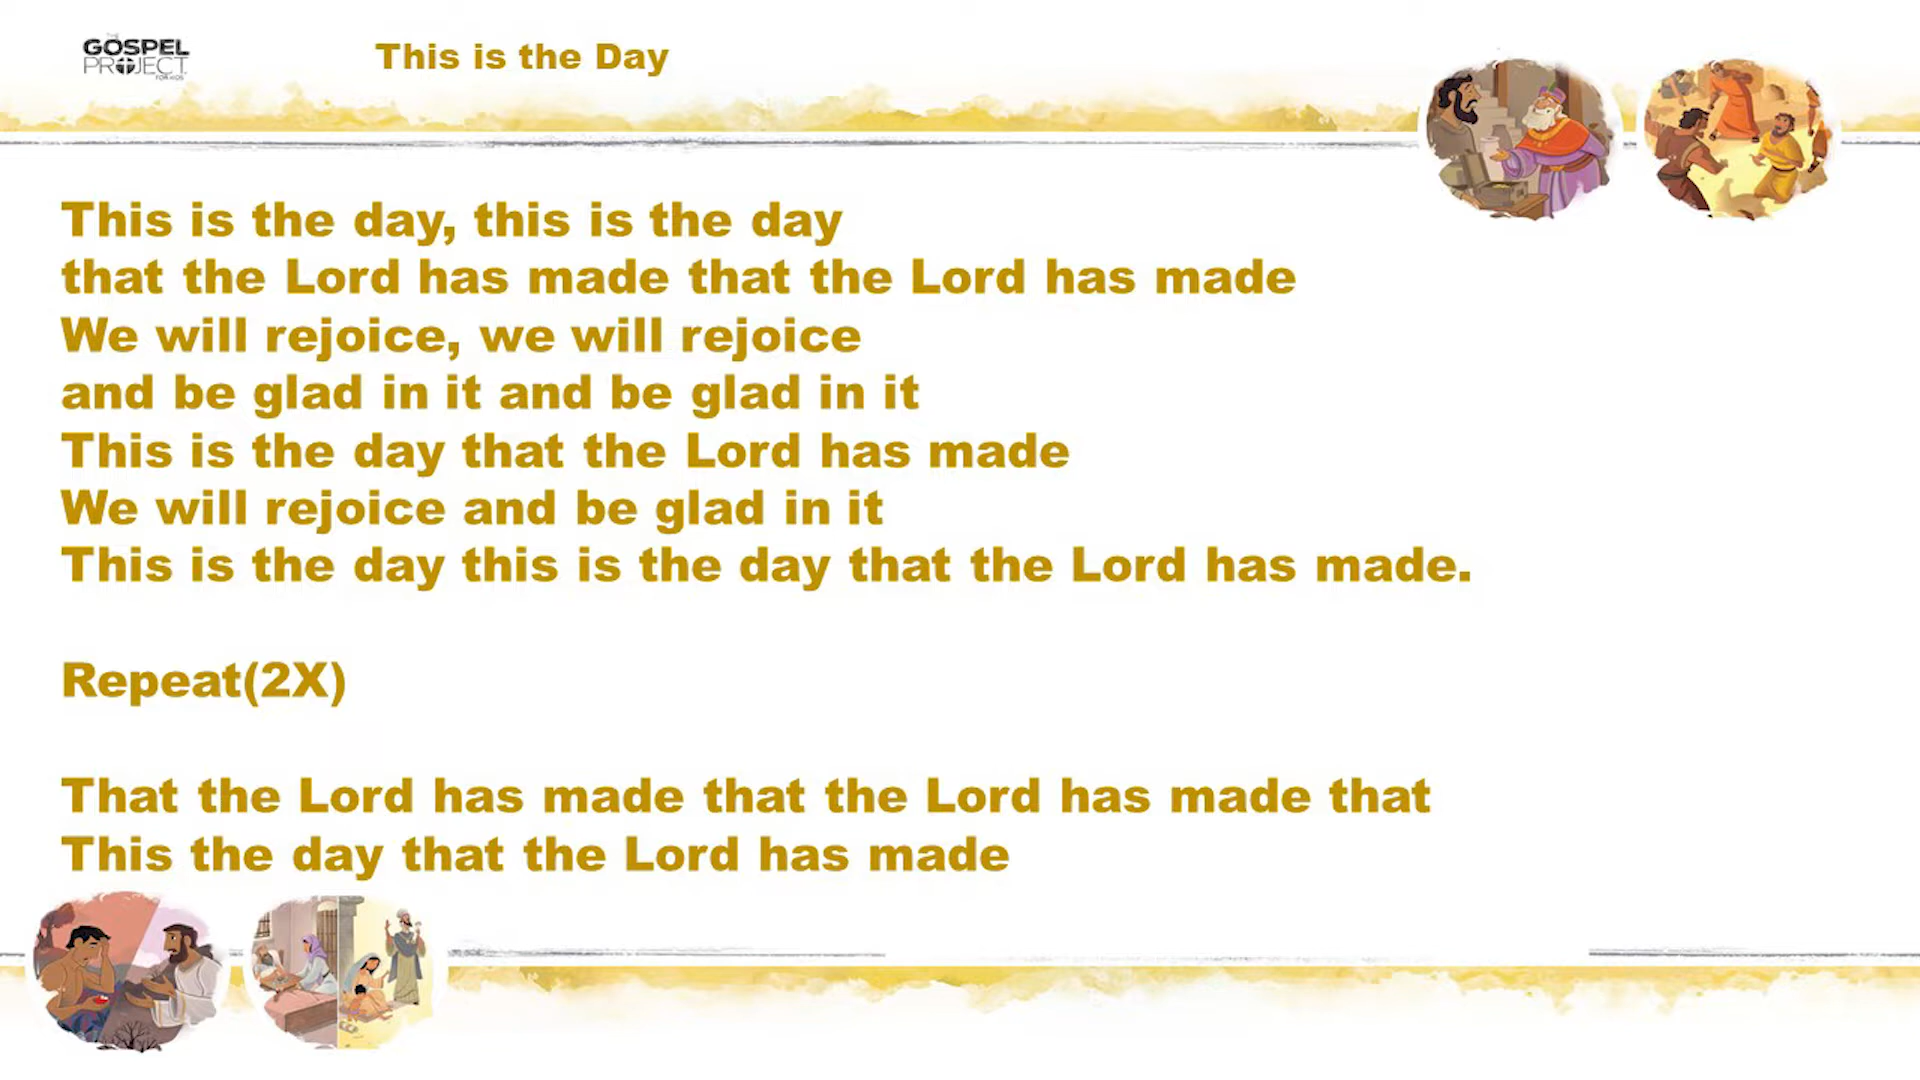 THE
GOSPEL
PROJECT
FOR KIDS
This is the Day
This is the day, this is the day
that the Lord has made that the Lord has made
We will rejoice, we will rejoice
and be glad in it and be glad in it
This is the day that the Lord has made
We will rejoice and be glad in it
This is the day this is the day that the Lord has made.
Repeat(2X)
That the Lord has made that the Lord has made that
This the day that the Lord has made